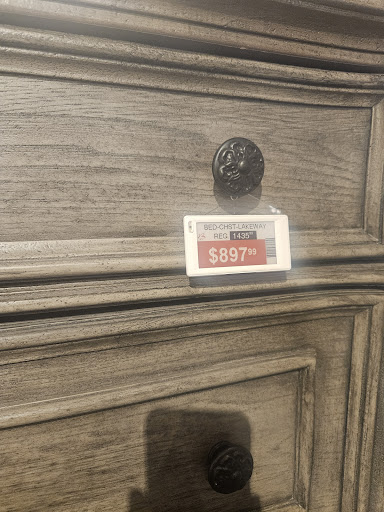 BED-CHST-LAKEWAY
REG 1435
$897.99